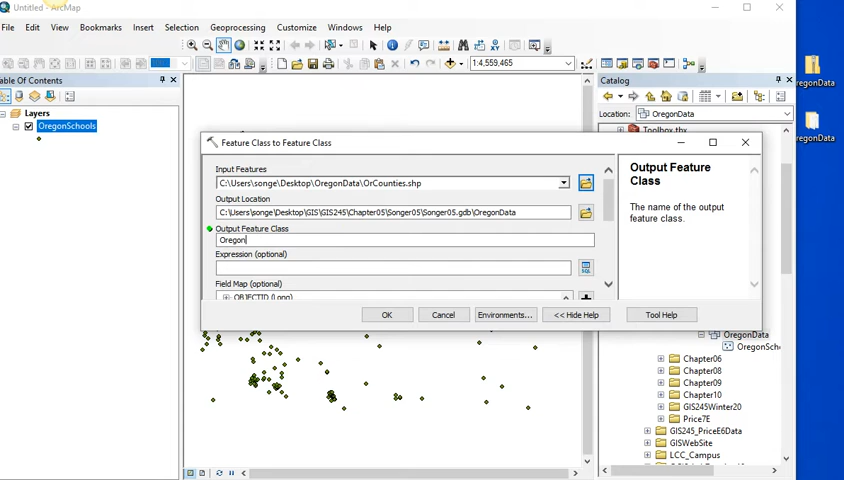 Untitled - ArcMap
File Edit View Bookmarks Insert Selection Geoprocessing Customize Windows Help
1:4,559,465
Table Of Contents
Layers
OregonSchools
Catalog
Location: OregonData
Toolbox.tbx
Feature Class to Feature Class
Input Features
C:\Users\songe\Desktop\OregonData\OrCounties.shp
Output Location
C:\Users\songe\Desktop\GIS\GIS245\Chapter05\Songer05\Songer05.gdb\OregonData
Output Feature Class
Oregon
Expression (optional)
SQL
Field Map (optional)
OBJECTID (Long)
OK Cancel Environments... << Hide Help Tool Help
Output Feature
Class
The name of the output
feature class.
OregonData
OregonSch
Chapter06
Chapter08
Chapter09
Chapter10
GIS245Winter20
Price7E
GIS245_PriceE6Data
GISWebSite
LCC_Campus
oregonData
oregonData